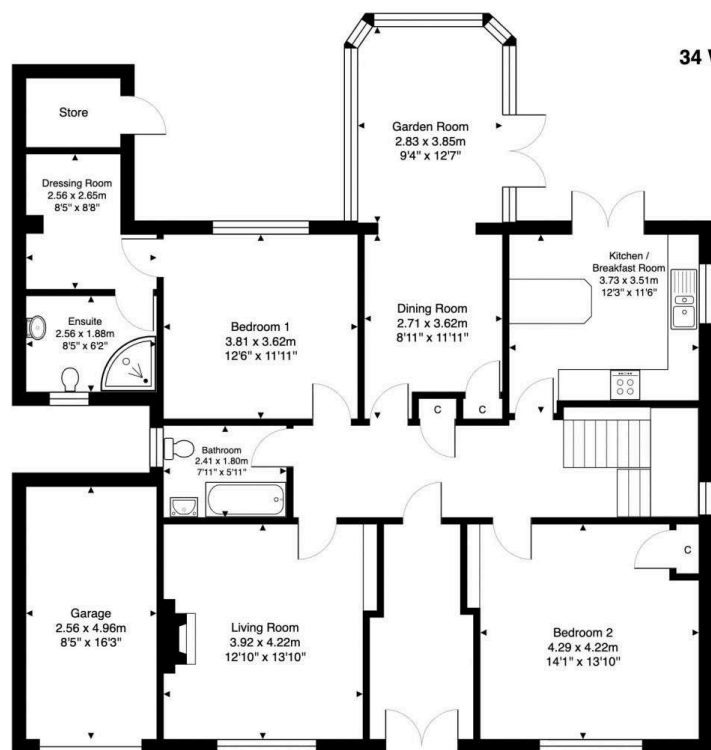 34 V
Store
Dressing Room
2.56 x 2.65m
8'5" x 8'8"
Garden Room
2.83 x 3.85m
9'4" x 12'7"
Kitchen /
Breakfast Room
3.73 x 3.51m
12'3" x 11'6"
Ensuite
2.56 x 1.88m
8'5" x 6'2"
Bedroom 1
3.81 x 3.62m
12'6" x 11'11"
Dining Room
2.71 x 3.62m
8'11" x 11'11"
C
C
Bathroom
2.41 x 1.80m
7'11" x 5'11"
C
Garage
2.56 x 4.96m
8'5" x 16'3"
Living Room
3.92 x 4.22m
12'10" x 13'10"
Bedroom 2
4.29 x 4.22m
14'1" x 13'10"